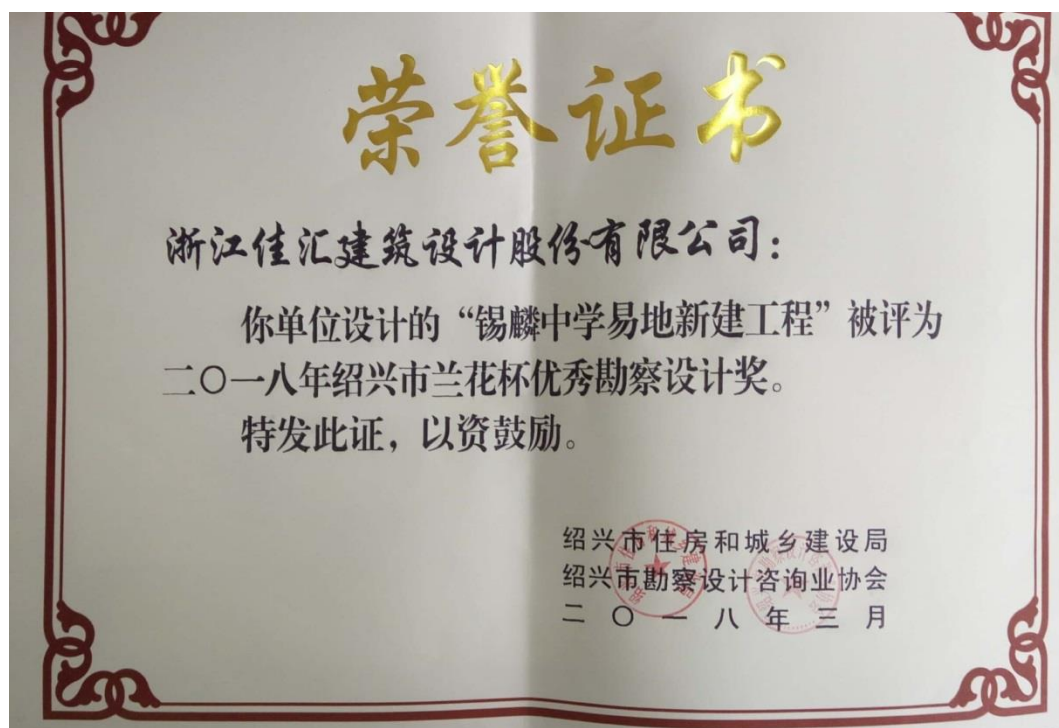 荣誉证书
浙江佳汇建筑设计股份有限公司：
你单位设计的“锡麟中学易地新建工程”被评为
二〇一八年绍兴市兰花杯优秀勘察设计奖。
特发此证，以资鼓励。
绍兴市住房和城乡建设局
绍兴市勘察设计咨询业协会
二〇一八年三月